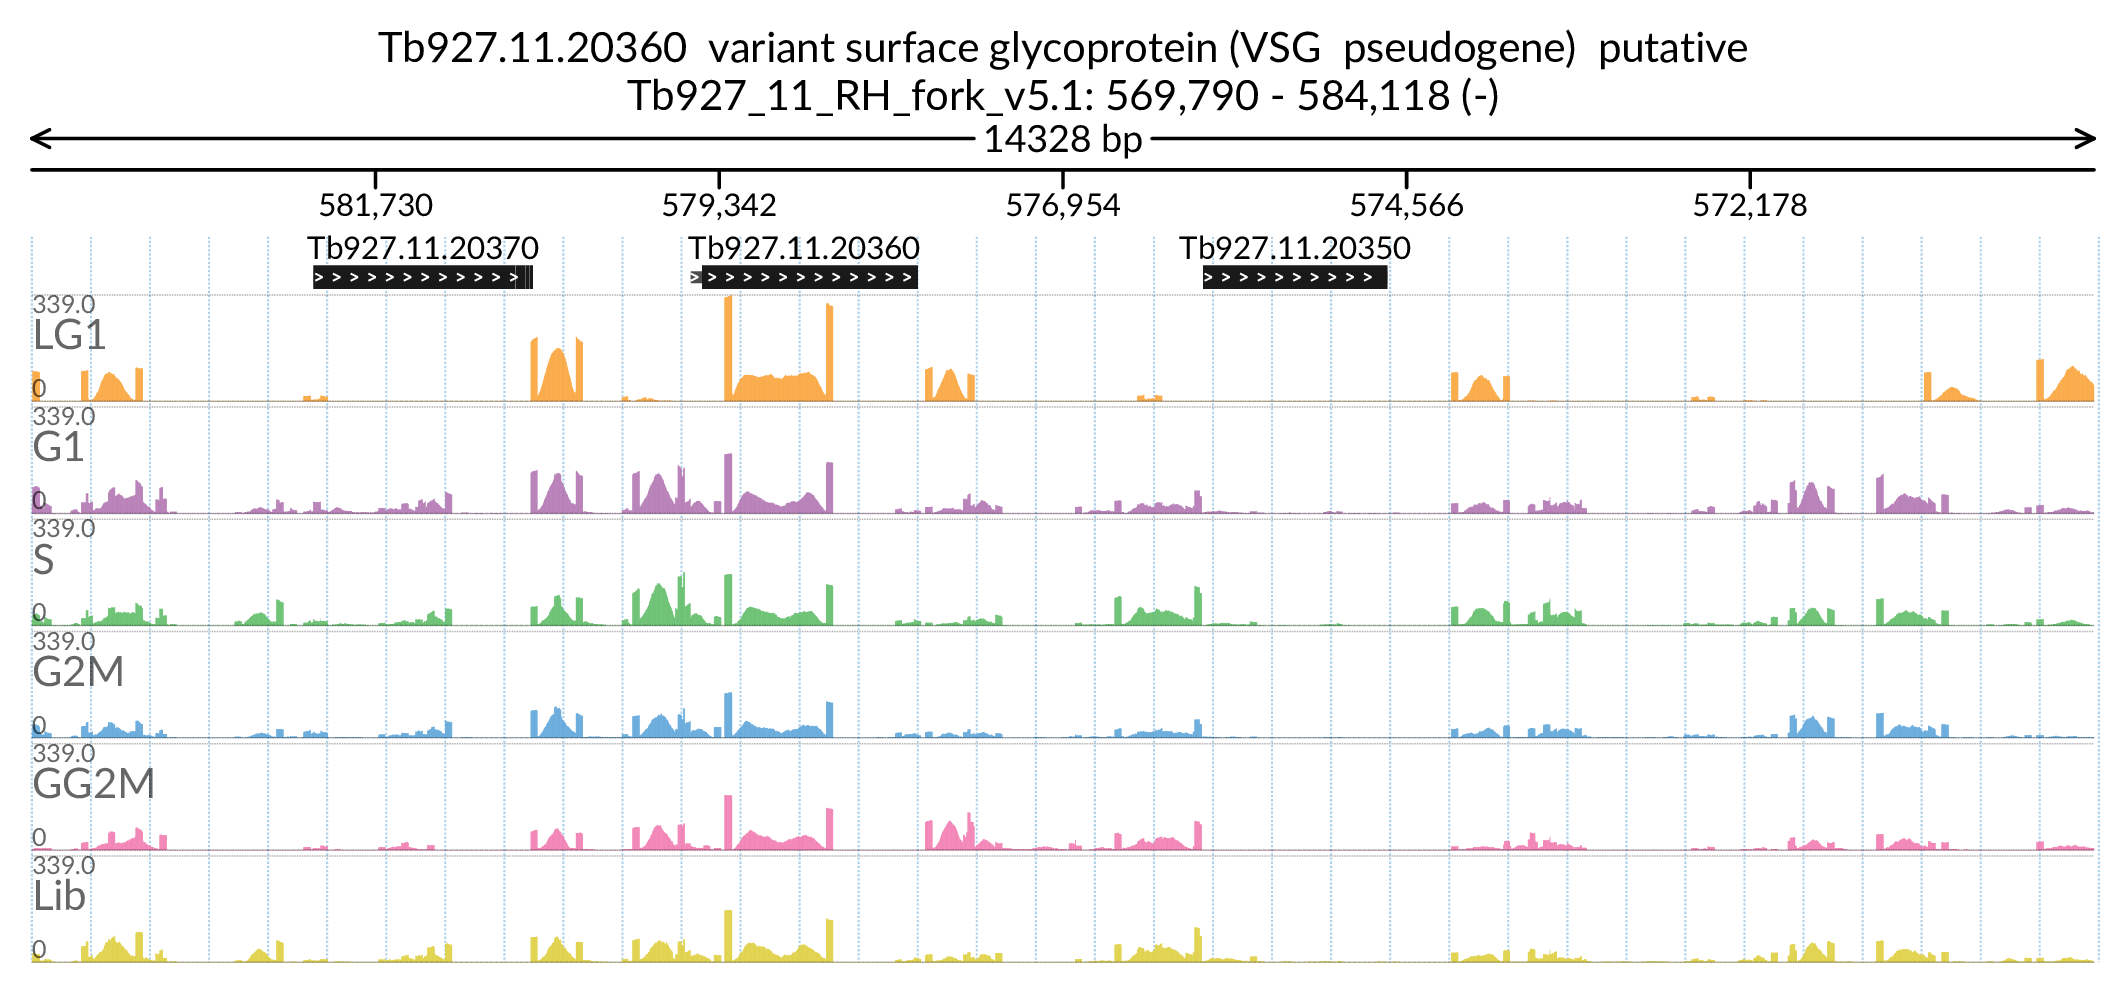 Tb927.11.20360  variant surface glycoprotein (VSG  pseudogene)  putative
Tb927_11_RH_fork_v5.1: 569,790 - 584,118 (-)
14328 bp
581,730 579,342 576,954 574,566 572,178
Tb927.11.20370 Tb927.11.20360 Tb927.11.20350
339.0
LG1
0
339.0
G1
0
339.0
S
0
339.0
G2M
0
339.0
GG2M
0
339.0
Lib
0